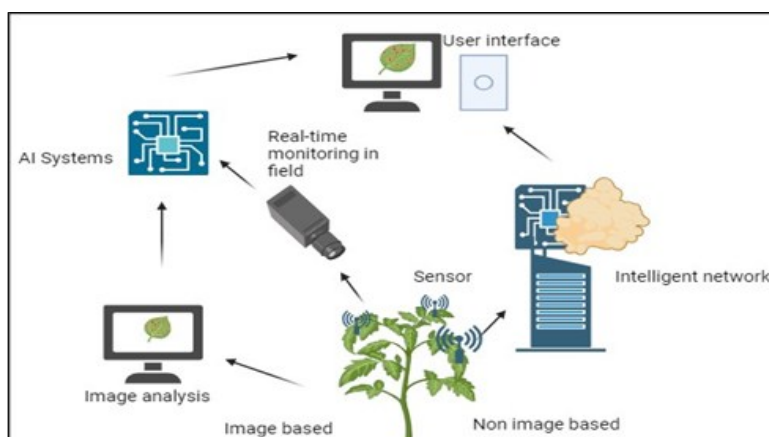 User interface
Real-time
monitoring in
field
AI Systems
Sensor
Intelligent network
Image analysis
Image based
Non image based